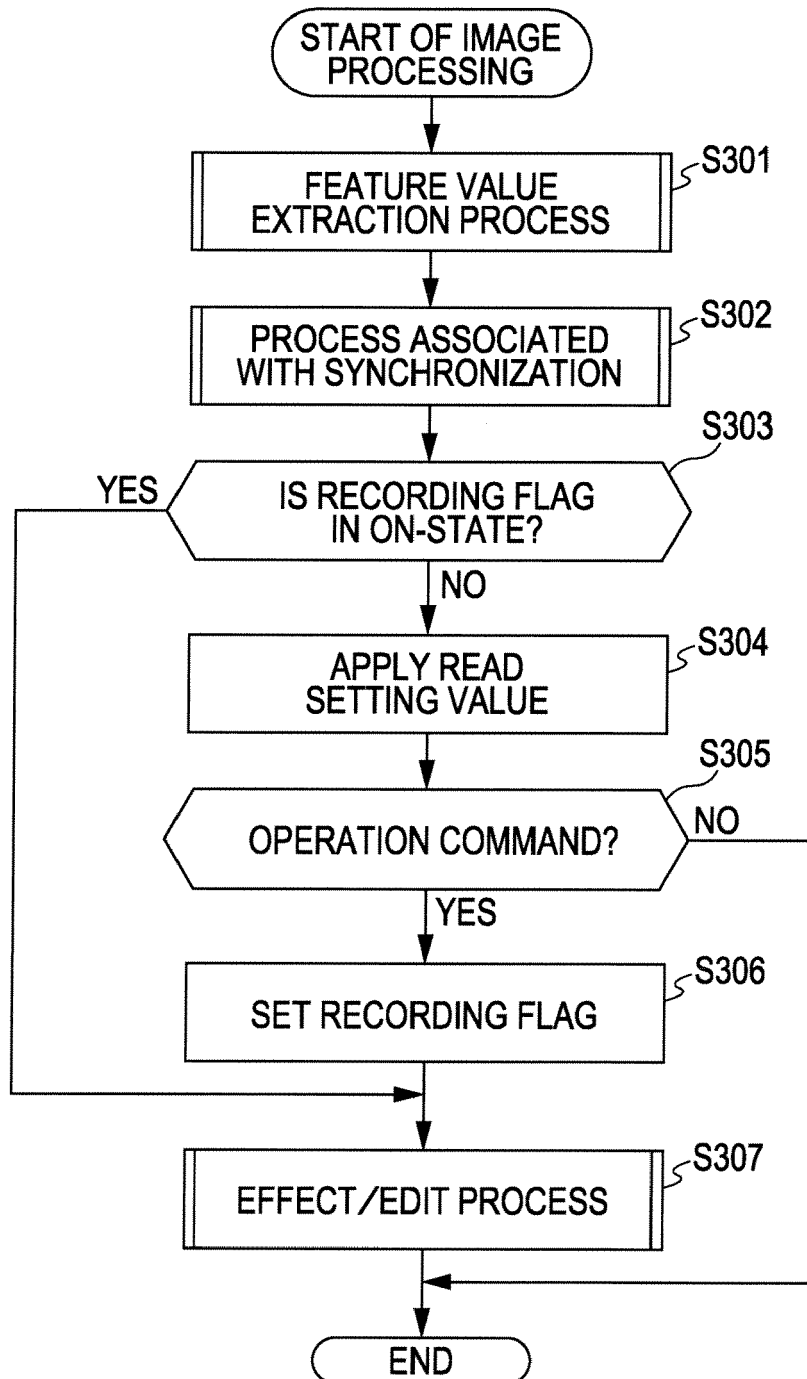 START OF IMAGE
PROCESSING
S301
FEATURE VALUE
EXTRACTION PROCESS
S302
PROCESS ASSOCIATED
WITH SYNCHRONIZATION
S303
YES
IS RECORDING FLAG
IN ON-STATE?
NO
S304
APPLY READ
SETTING VALUE
S305
OPERATION COMMAND?
NO
YES
S306
SET RECORDING FLAG
S307
EFFECT/EDIT PROCESS
END